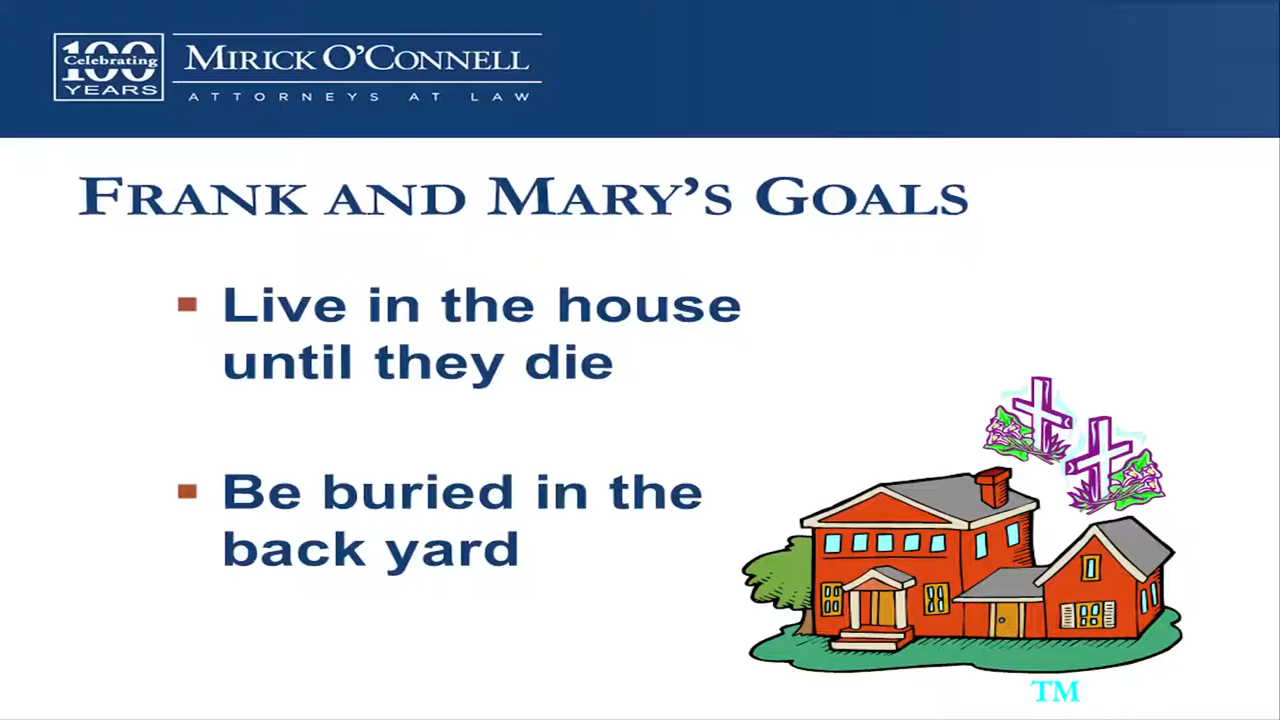 100
Celebrating
YEARS
MIRICK O'CONNELL
ATTORNEYS AT LAW
FRANK AND MARY'S GOALS
Live in the house
until they die
Be buried in the
back yard
TM